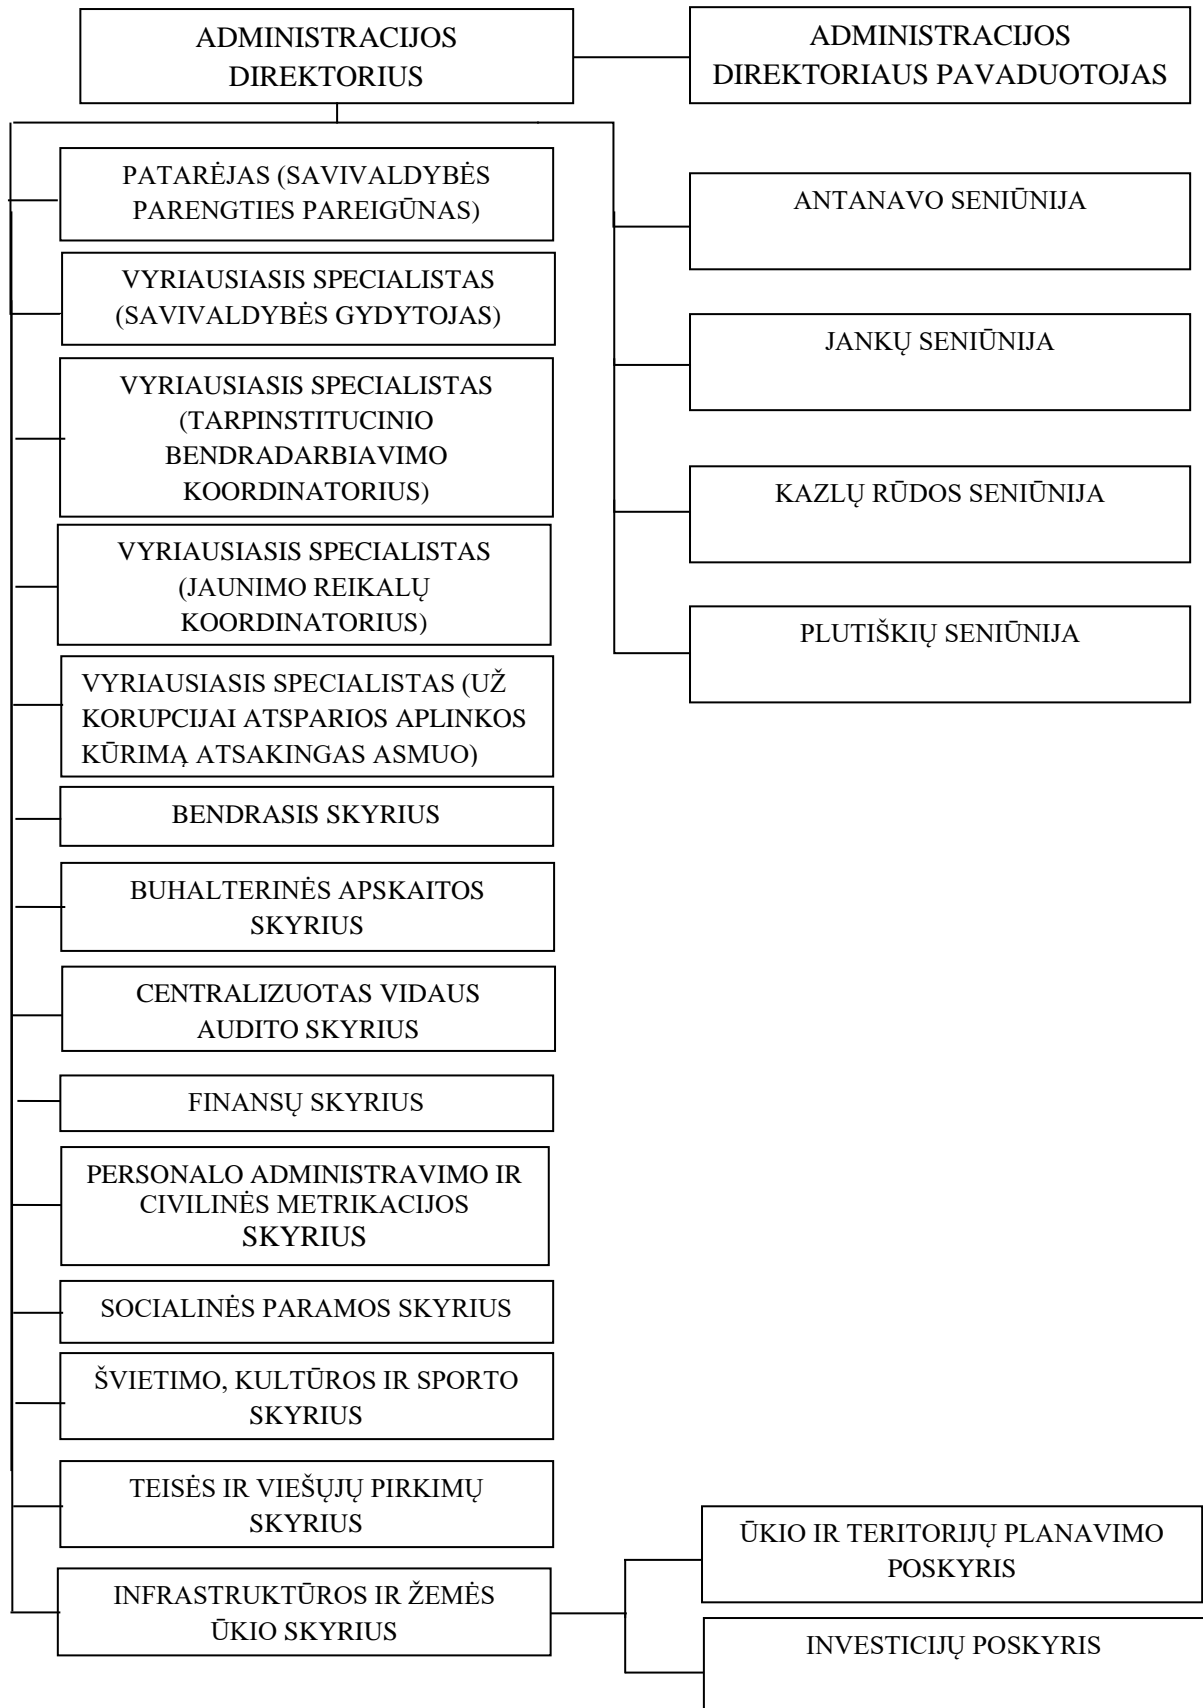 ADMINISTRACIJOS
DIREKTORIUS
ADMINISTRACIJOS
DIREKTORIAUS PAVADUOTOJAS
PATARĖJAS (SAVIVALDYBĖS
PARENGTIES PAREIGŪNAS)
VYRIAUSIASIS SPECIALISTAS
(SAVIVALDYBĖS GYDYTOJAS)
VYRIAUSIASIS SPECIALISTAS
(TARPINSTITUCINIO
BENDRADARBIAVIMO
KOORDINATORIUS)
VYRIAUSIASIS SPECIALISTAS
(JAUNIMO REIKALŲ
KOORDINATORIUS)
VYRIAUSIASIS SPECIALISTAS (UŽ
KORUPCIJAI ATSPARIOS APLINKOS
KŪRIMĄ ATSAKINGAS ASMUO)
BENDRASIS SKYRIUS
BUHALTERINĖS APSKAITOS
SKYRIUS
CENTRALIZUOTAS VIDAUS
AUDITO SKYRIUS
FINANSŲ SKYRIUS
PERSONALO ADMINISTRAVIMO IR
CIVILINĖS METRIKACIJOS
SKYRIUS
SOCIALINĖS PARAMOS SKYRIUS
ŠVIETIMO, KULTŪROS IR SPORTO
SKYRIUS
TEISĖS IR VIEŠŲJŲ PIRKIMŲ
SKYRIUS
INFRASTRUKTŪROS IR ŽEMĖS
ŪKIO SKYRIUS
ANTANAVO SENIŪNIJA
JANKŲ SENIŪNIJA
KAZLŲ RŪDOS SENIŪNIJA
PLUTIŠKIŲ SENIŪNIJA
ŪKIO IR TERITORIJŲ PLANAVIMO
POSKYRIS
INVESTICIJŲ POSKYRIS